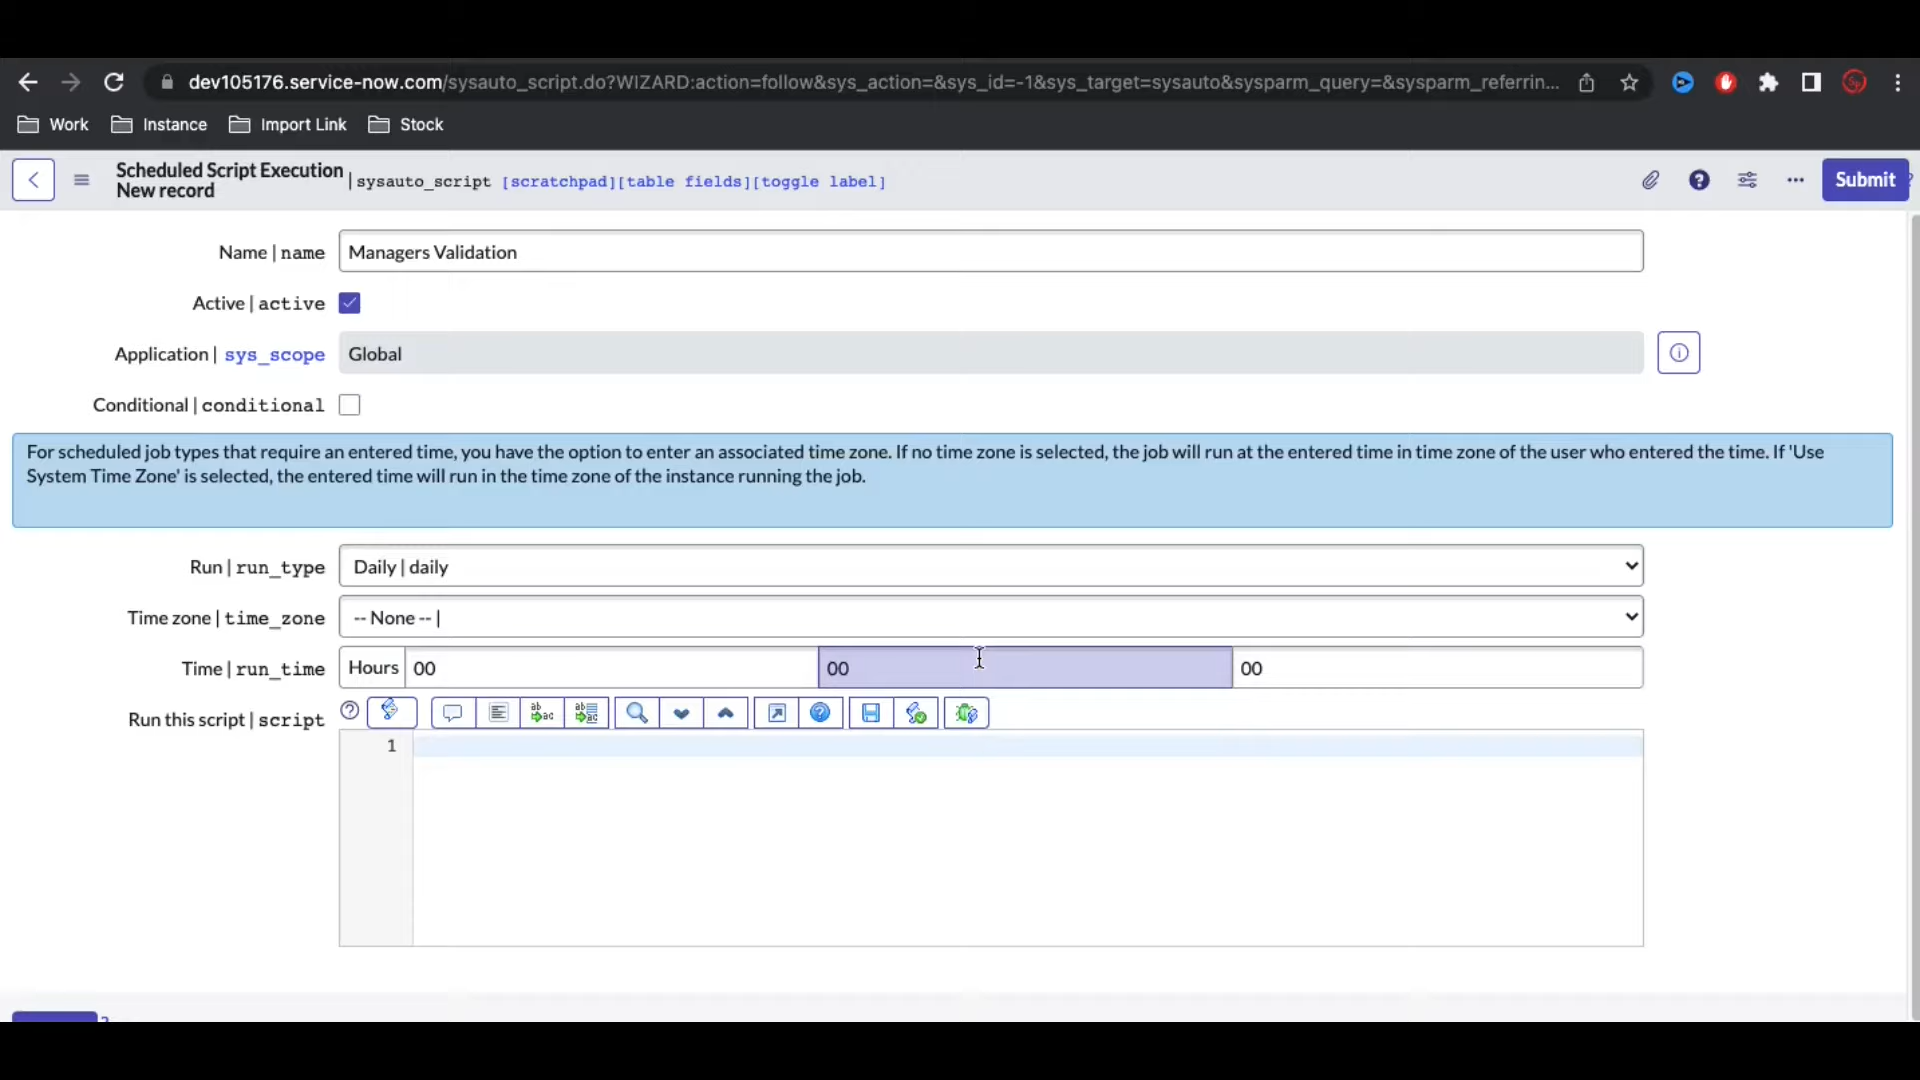 dev105176.service-now.com/sysauto_script.do?WIZARD:action=follow&sys_action=&sys_id=-1&sys_target=sysauto&sysparm_query=&sysparm_referrin...
Work Instance Import Link Stock
Scheduled Script Execution
New record
|sysauto_script [scratchpad][table fields][toggle label]
Submit
Name | name Managers Validation
Active | active
Application | sys_scope Global
Conditional | conditional
For scheduled job types that require an entered time, you have the option to enter an associated time zone. If no time zone is selected, the job will run at the entered time in time zone of the user who entered the time. If 'Use
System Time Zone' is selected, the entered time will run in the time zone of the instance running the job.
Run | run_type Daily | daily
Time zone | time_zone -- None -- |
Time | run_time Hours 00 00 00
Run this script | script
1